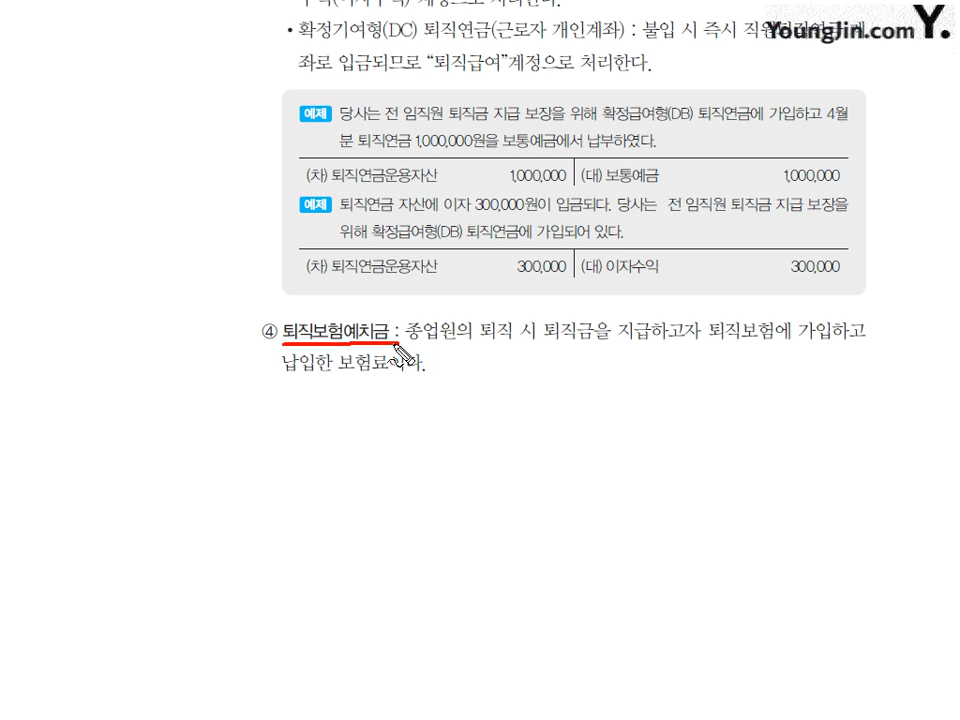 계정으로 처리한다.
Youngjin.com Y.
• 확정기여형(DC) 퇴직연금(근로자 개인계좌) : 불입 시 즉시
좌로 입금되므로 “퇴직급여”계정으로 처리한다.
예제 당사는 전 임직원 퇴직금 지급 보장을 위해 확정급여형(DB) 퇴직연금에 가입하고 4월
분 퇴직연금 1,000,000원을 보통예금에서 납부하였다.
(차) 퇴직연금운용자산 1,000,000 (대) 보통예금 1,000,000
예제 퇴직연금 자산에 이자 300,000원이 입금되다. 당사는 전 임직원 퇴직금 지급 보장을
위해 확정급여형(DB) 퇴직연금에 가입되어 있다.
(차) 퇴직연금운용자산 300,000 (대) 이자수익 300,000
④ 퇴직보험예치금 : 종업원의 퇴직 시 퇴직금을 지급하고자 퇴직보험에 가입하고
납입한 보험료이다.